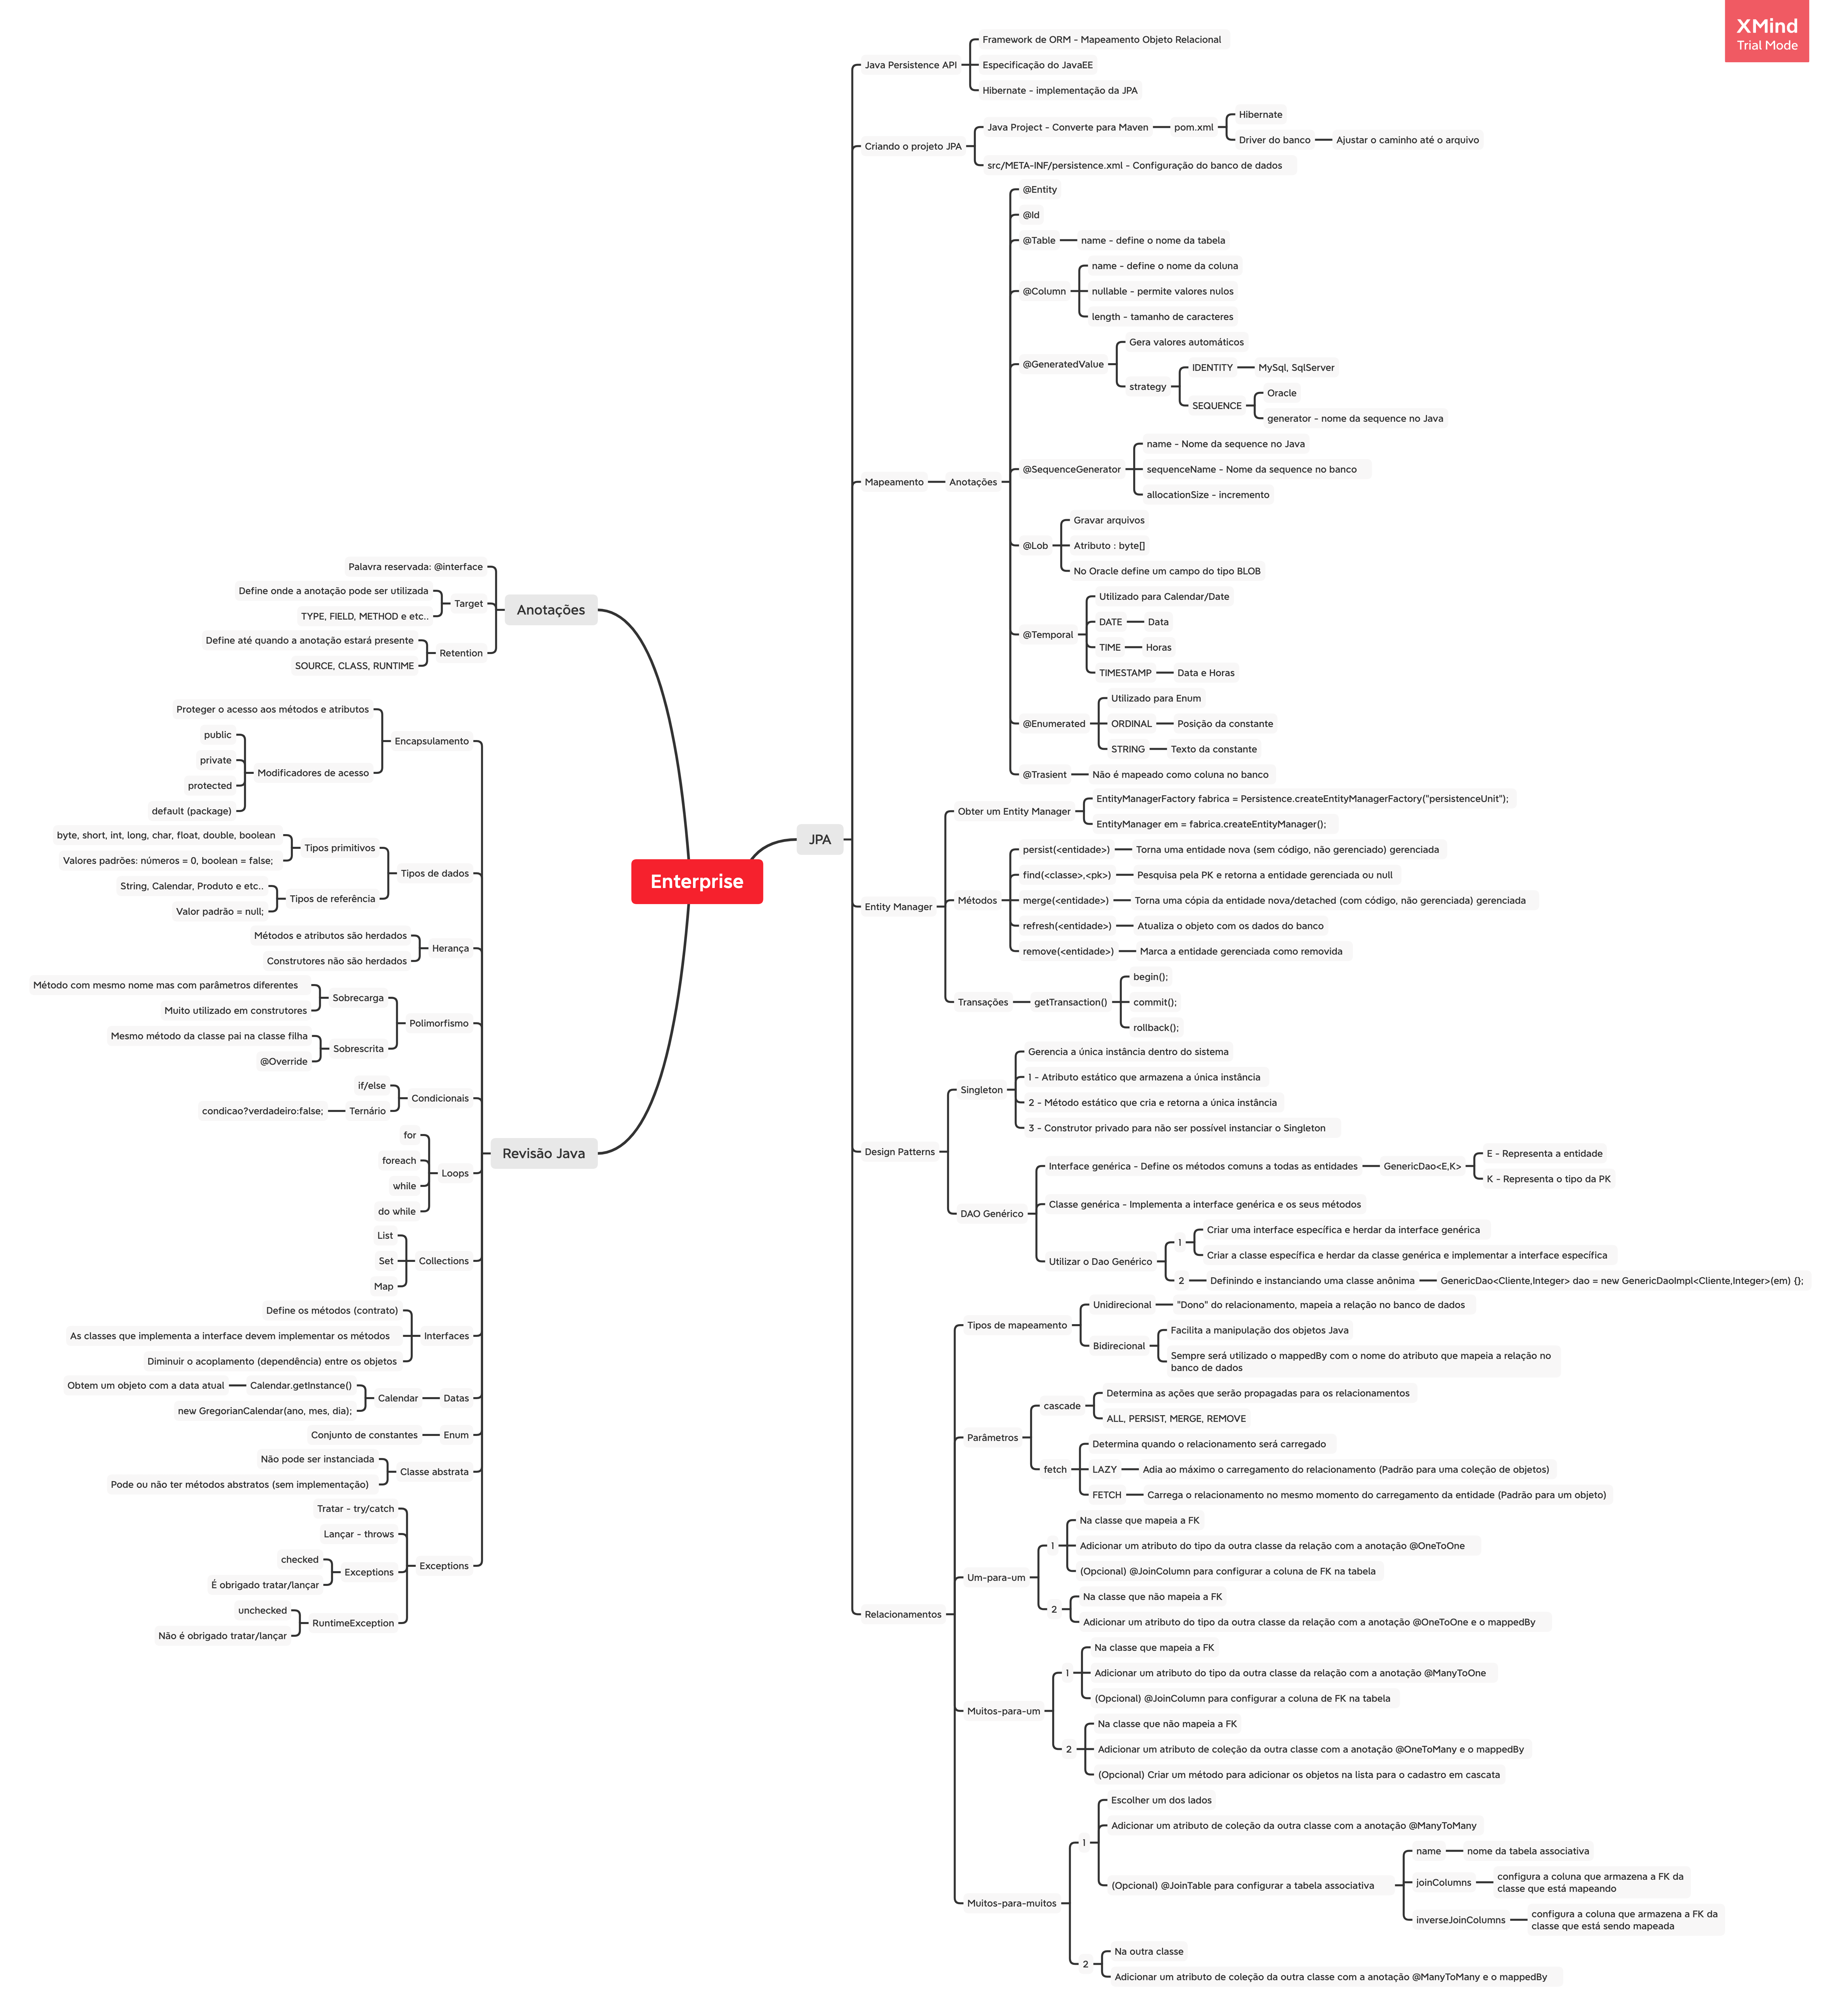 XMind
Trial Mode
Enterprise
Anotações
Palavra reservada: @interface
Target
Define onde a anotação pode ser utilizada
TYPE, FIELD, METHOD e etc..
Retention
Define até quando a anotação estará presente
SOURCE, CLASS, RUNTIME
Revisão Java
Encapsulamento
Proteger o acesso aos métodos e atributos
Modificadores de acesso
public
private
protected
default (package)
Tipos de dados
Tipos primitivos
byte, short, int, long, char, float, double, boolean
Valores padrões: números = 0, boolean = false;
Tipos de referência
String, Calendar, Produto e etc..
Valor padrão = null;
Herança
Métodos e atributos são herdados
Construtores não são herdados
Polimorfismo
Sobrecarga
Método com mesmo nome mas com parâmetros diferentes
Muito utilizado em construtores
Sobrescrita
Mesmo método da classe pai na classe filha
@Override
Condicionais
if/else
Ternário
condicao?verdadeiro:false;
Loops
for
foreach
while
do while
Collections
List
Set
Map
Interfaces
Define os métodos (contrato)
As classes que implementa a interface devem implementar os métodos
Diminuir o acoplamento (dependência) entre os objetos
Datas
Calendar
Calendar.getInstance()
Obtem um objeto com a data atual
new GregorianCalendar(ano, mes, dia);
Enum
Conjunto de constantes
Classe abstrata
Não pode ser instanciada
Pode ou não ter métodos abstratos (sem implementação)
Exceptions
Tratar - try/catch
Lançar - throws
Exceptions
checked
É obrigado tratar/lançar
RuntimeException
unchecked
Não é obrigado tratar/lançar
JPA
Java Persistence API
Framework de ORM - Mapeamento Objeto Relacional
Especificação do JavaEE
Hibernate - implementação da JPA
Criando o projeto JPA
Java Project - Converte para Maven
pom.xml
Hibernate
Driver do banco
Ajustar o caminho até o arquivo
src/META-INF/persistence.xml - Configuração do banco de dados
Mapeamento
Anotações
@Entity
@Id
@Table
name - define o nome da tabela
@Column
name - define o nome da coluna
nullable - permite valores nulos
length - tamanho de caracteres
@GeneratedValue
Gera valores automáticos
strategy
IDENTITY
MySql, SqlServer
SEQUENCE
Oracle
generator - nome da sequence no Java
@SequenceGenerator
name - Nome da sequence no Java
sequenceName - Nome da sequence no banco
allocationSize - incremento
@Lob
Gravar arquivos
Atributo : byte[]
No Oracle define um campo do tipo BLOB
@Temporal
Utilizado para Calendar/Date
DATE
Data
TIME
Horas
TIMESTAMP
Data e Horas
@Enumerated
Utilizado para Enum
ORDINAL
Posição da constante
STRING
Texto da constante
@Trasient
Não é mapeado como coluna no banco
Entity Manager
Obter um Entity Manager
EntityManagerFactory fabrica = Persistence.createEntityManagerFactory("persistenceUnit");
EntityManager em = fabrica.createEntityManager();
Métodos
persist(<entidade>)
Torna uma entidade nova (sem código, não gerenciado) gerenciada
find(<classe>,<pk>)
Pesquisa pela PK e retorna a entidade gerenciada ou null
merge(<entidade>)
Torna uma cópia da entidade nova/detached (com código, não gerenciada) gerenciada
refresh(<entidade>)
Atualiza o objeto com os dados do banco
remove(<entidade>)
Marca a entidade gerenciada como removida
Transações
getTransaction()
begin();
commit();
rollback();
Design Patterns
Singleton
Gerencia a única instância dentro do sistema
1 - Atributo estático que armazena a única instância
2 - Método estático que cria e retorna a única instância
3 - Construtor privado para não ser possível instanciar o Singleton
DAO Genérico
Interface genérica - Define os métodos comuns a todas as entidades
GenericDao<E,K>
E - Representa a entidade
K - Representa o tipo da PK
Classe genérica - Implementa a interface genérica e os seus métodos
Utilizar o Dao Genérico
1
Criar uma interface específica e herdar da interface genérica
Criar a classe específica e herdar da classe genérica e implementar a interface específica
2
Definindo e instanciando uma classe anônima
GenericDao<Cliente,Integer> dao = new GenericDaoImpl<Cliente,Integer>(em) {};
Relacionamentos
Tipos de mapeamento
Unidirecional
"Dono" do relacionamento, mapeia a relação no banco de dados
Bidirecional
Facilita a manipulação dos objetos Java
Sempre será utilizado o mappedBy com o nome do atributo que mapeia a relação no
banco de dados
Parâmetros
cascade
Determina as ações que serão propagadas para os relacionamentos
ALL, PERSIST, MERGE, REMOVE
fetch
Determina quando o relacionamento será carregado
LAZY
Adia ao máximo o carregamento do relacionamento (Padrão para uma coleção de objetos)
FETCH
Carrega o relacionamento no mesmo momento do carregamento da entidade (Padrão para um objeto)
Um-para-um
1
Na classe que mapeia a FK
Adicionar um atributo do tipo da outra classe da relação com a anotação @OneToOne
(Opcional) @JoinColumn para configurar a coluna de FK na tabela
2
Na classe que não mapeia a FK
Adicionar um atributo do tipo da outra classe da relação com a anotação @OneToOne e o mappedBy
Muitos-para-um
1
Na classe que mapeia a FK
Adicionar um atributo do tipo da outra classe da relação com a anotação @ManyToOne
(Opcional) @JoinColumn para configurar a coluna de FK na tabela
2
Na classe que não mapeia a FK
Adicionar um atributo de coleção da outra classe com a anotação @OneToMany e o mappedBy
(Opcional) Criar um método para adicionar os objetos na lista para o cadastro em cascata
Muitos-para-muitos
1
Escolher um dos lados
Adicionar um atributo de coleção da outra classe com a anotação @ManyToMany
(Opcional) @JoinTable para configurar a tabela associativa
name
nome da tabela associativa
joinColumns
configura a coluna que armazena a FK da
classe que está mapeando
inverseJoinColumns
configura a coluna que armazena a FK da
classe que está sendo mapeada
2
Na outra classe
Adicionar um atributo de coleção da outra classe com a anotação @ManyToMany e o mappedBy